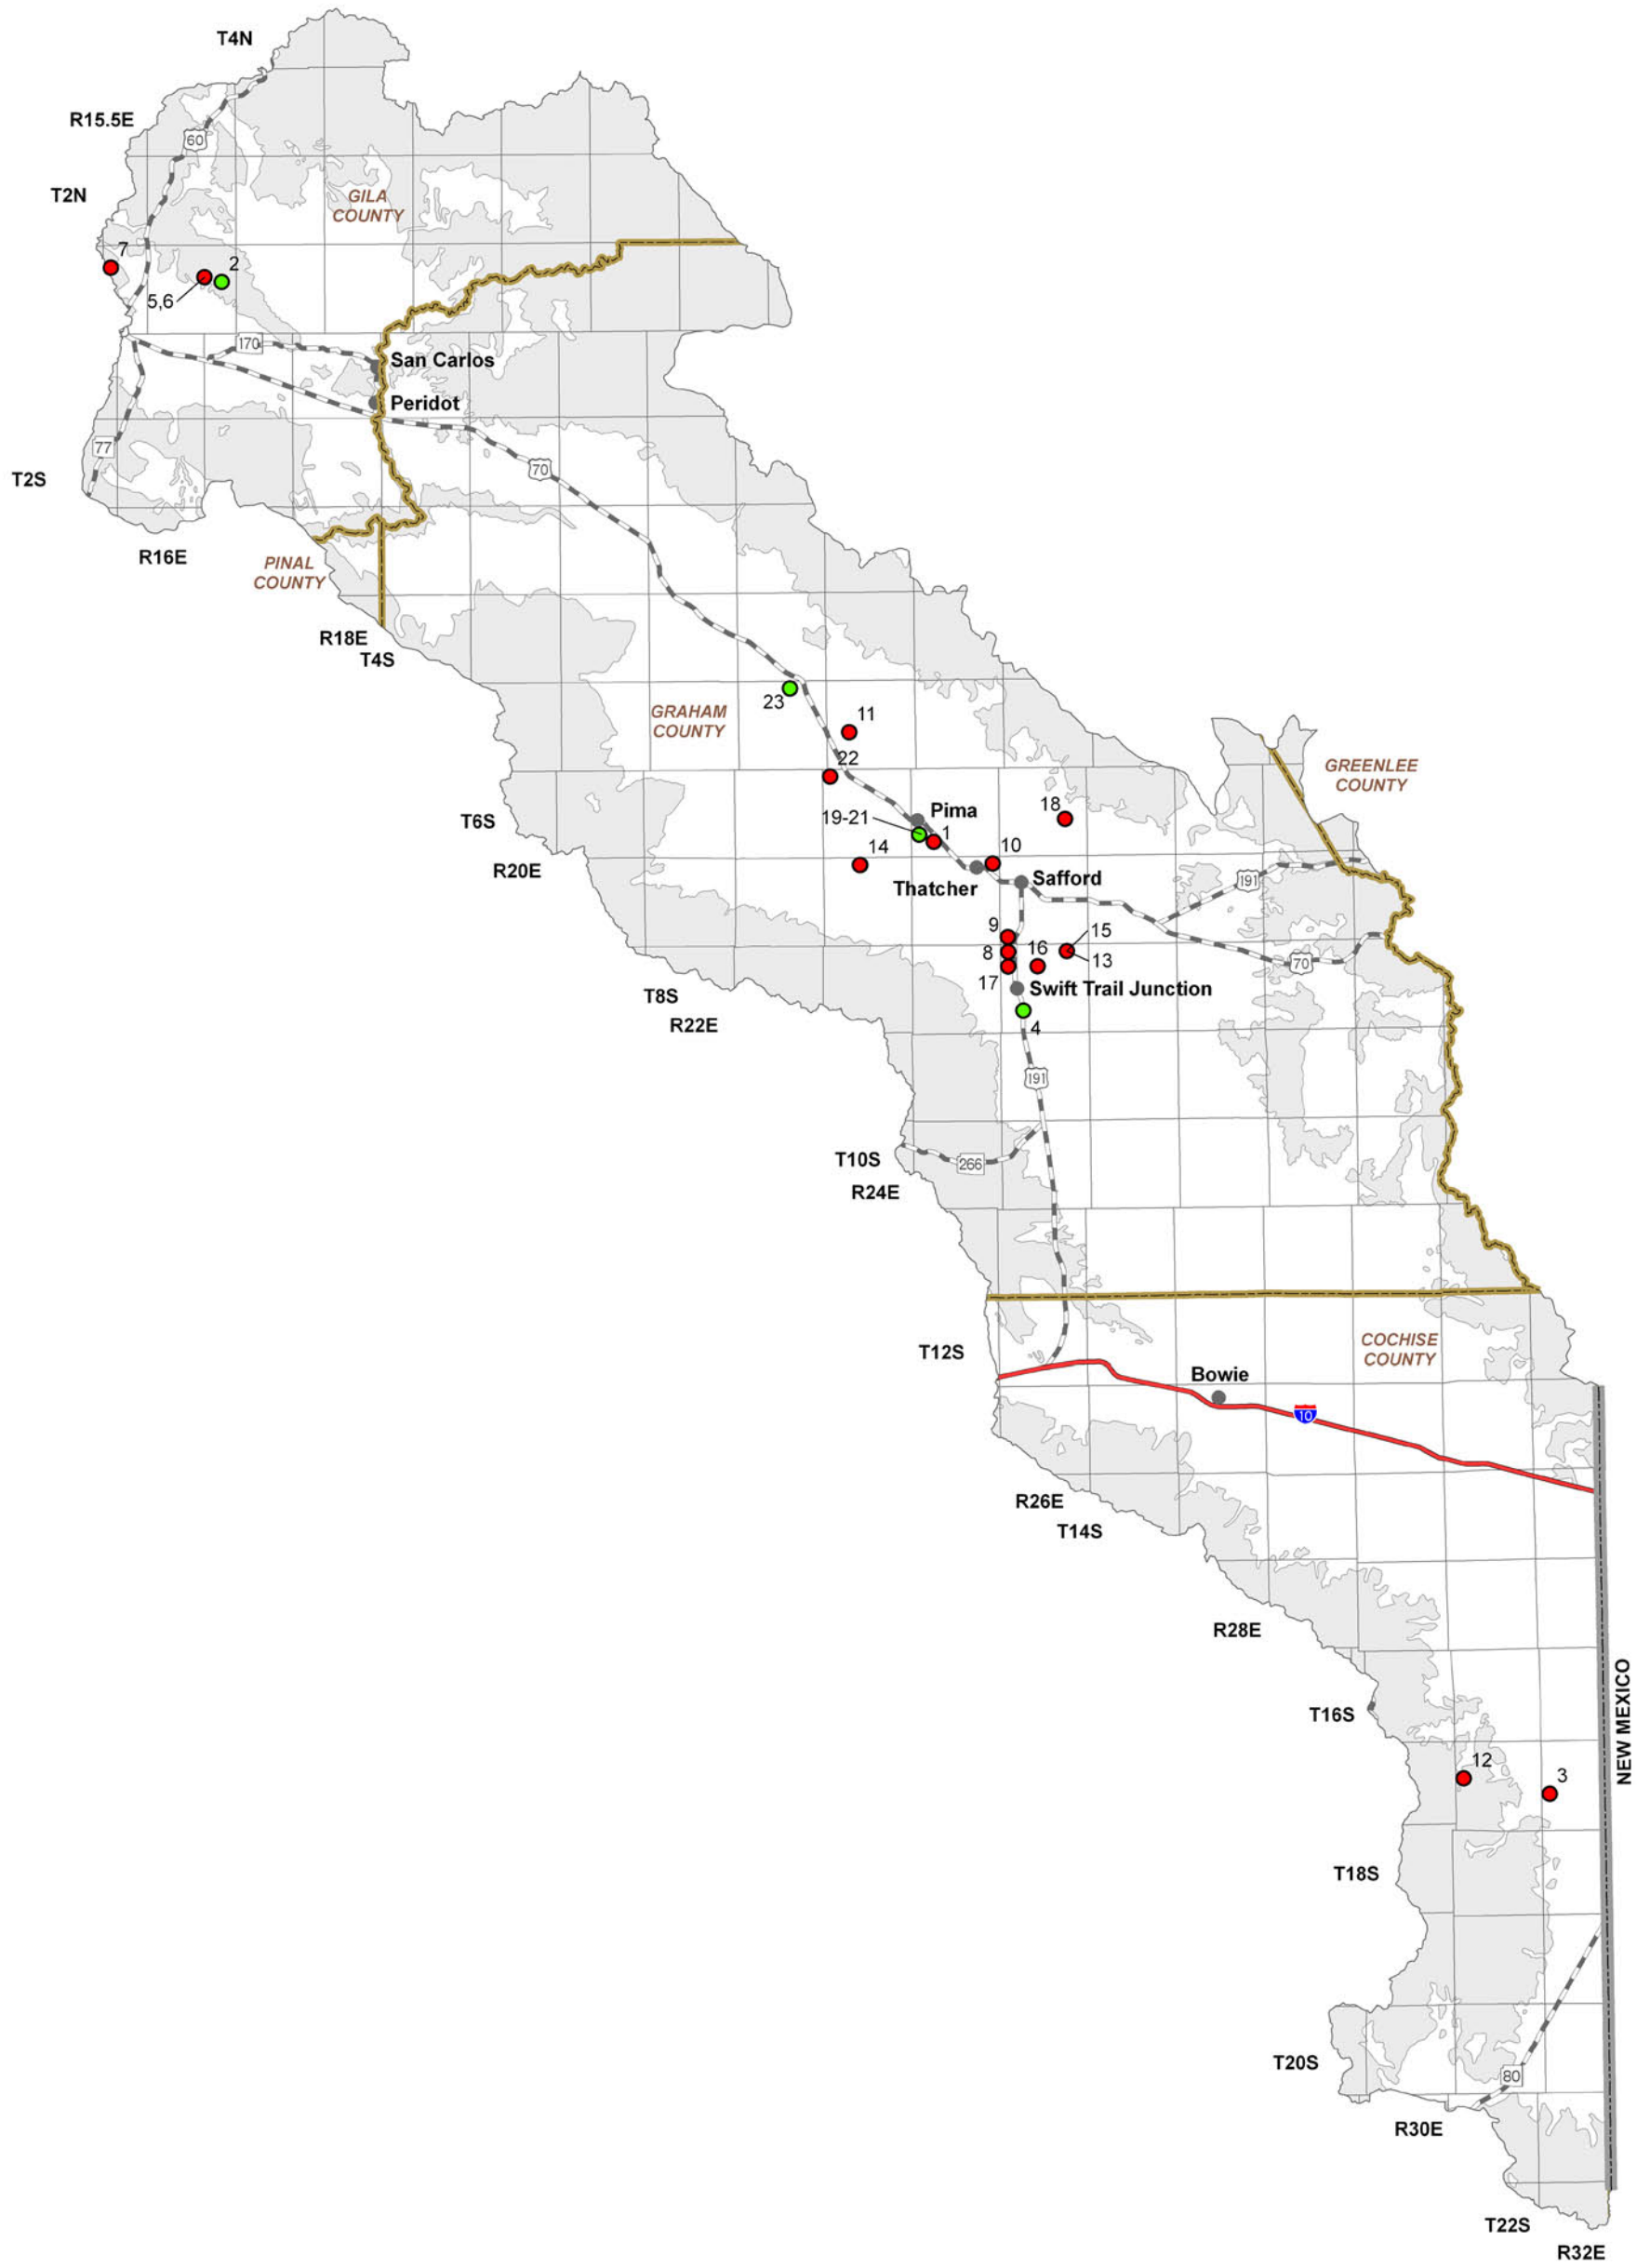 T4N
R15.5E
60
T2N
GILA
COUNTY
7
2
5,6
170
San Carlos
Peridot
77
70
T2S
R16E
PINAL
COUNTY
R18E
T4S
23
GRAHAM
COUNTY
11
22
GREENLEE
COUNTY
18
Pima
19-21
1
T6S
14
10
R20E
Thatcher
Safford
191
9
15
16
8
13
70
17
Swift Trail Junction
T8S
R22E
4
191
T10S
266
R24E
T12S
COCHISE
COUNTY
Bowie
10
R26E
T14S
R28E
T16S
NEW MEXICO
12
3
T18S
T20S
80
R30E
T22S
R32E